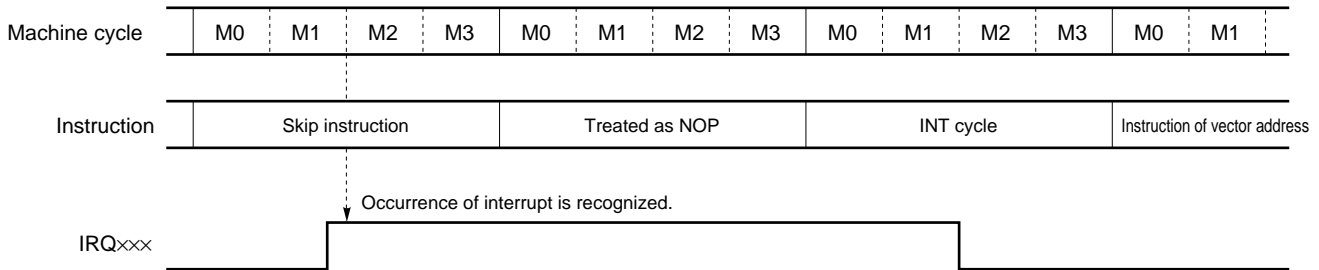 Machine cycle M0 M1 M2 M3 M0 M1 M2 M3 M0 M1 M2 M3 M0 M1
Instruction Skip instruction Treated as NOP INT cycle Instruction of vector address
Occurrence of interrupt is recognized.
IRQ×××